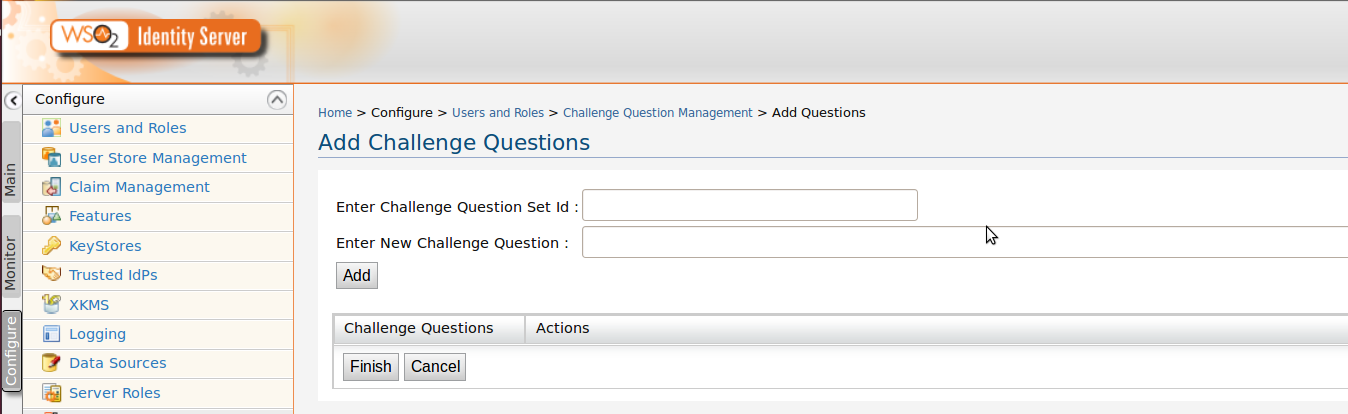 WSO2 Identity Server
Configure
Users and Roles
User Store Management
Claim Management
Features
KeyStores
Trusted IdPs
XKMS
Logging
Data Sources
Server Roles
Main
Monitor
Configure
Home > Configure > Users and Roles > Challenge Question Management > Add Questions
Add Challenge Questions
Enter Challenge Question Set Id :
Enter New Challenge Question :
Add
Challenge Questions Actions
Finish Cancel